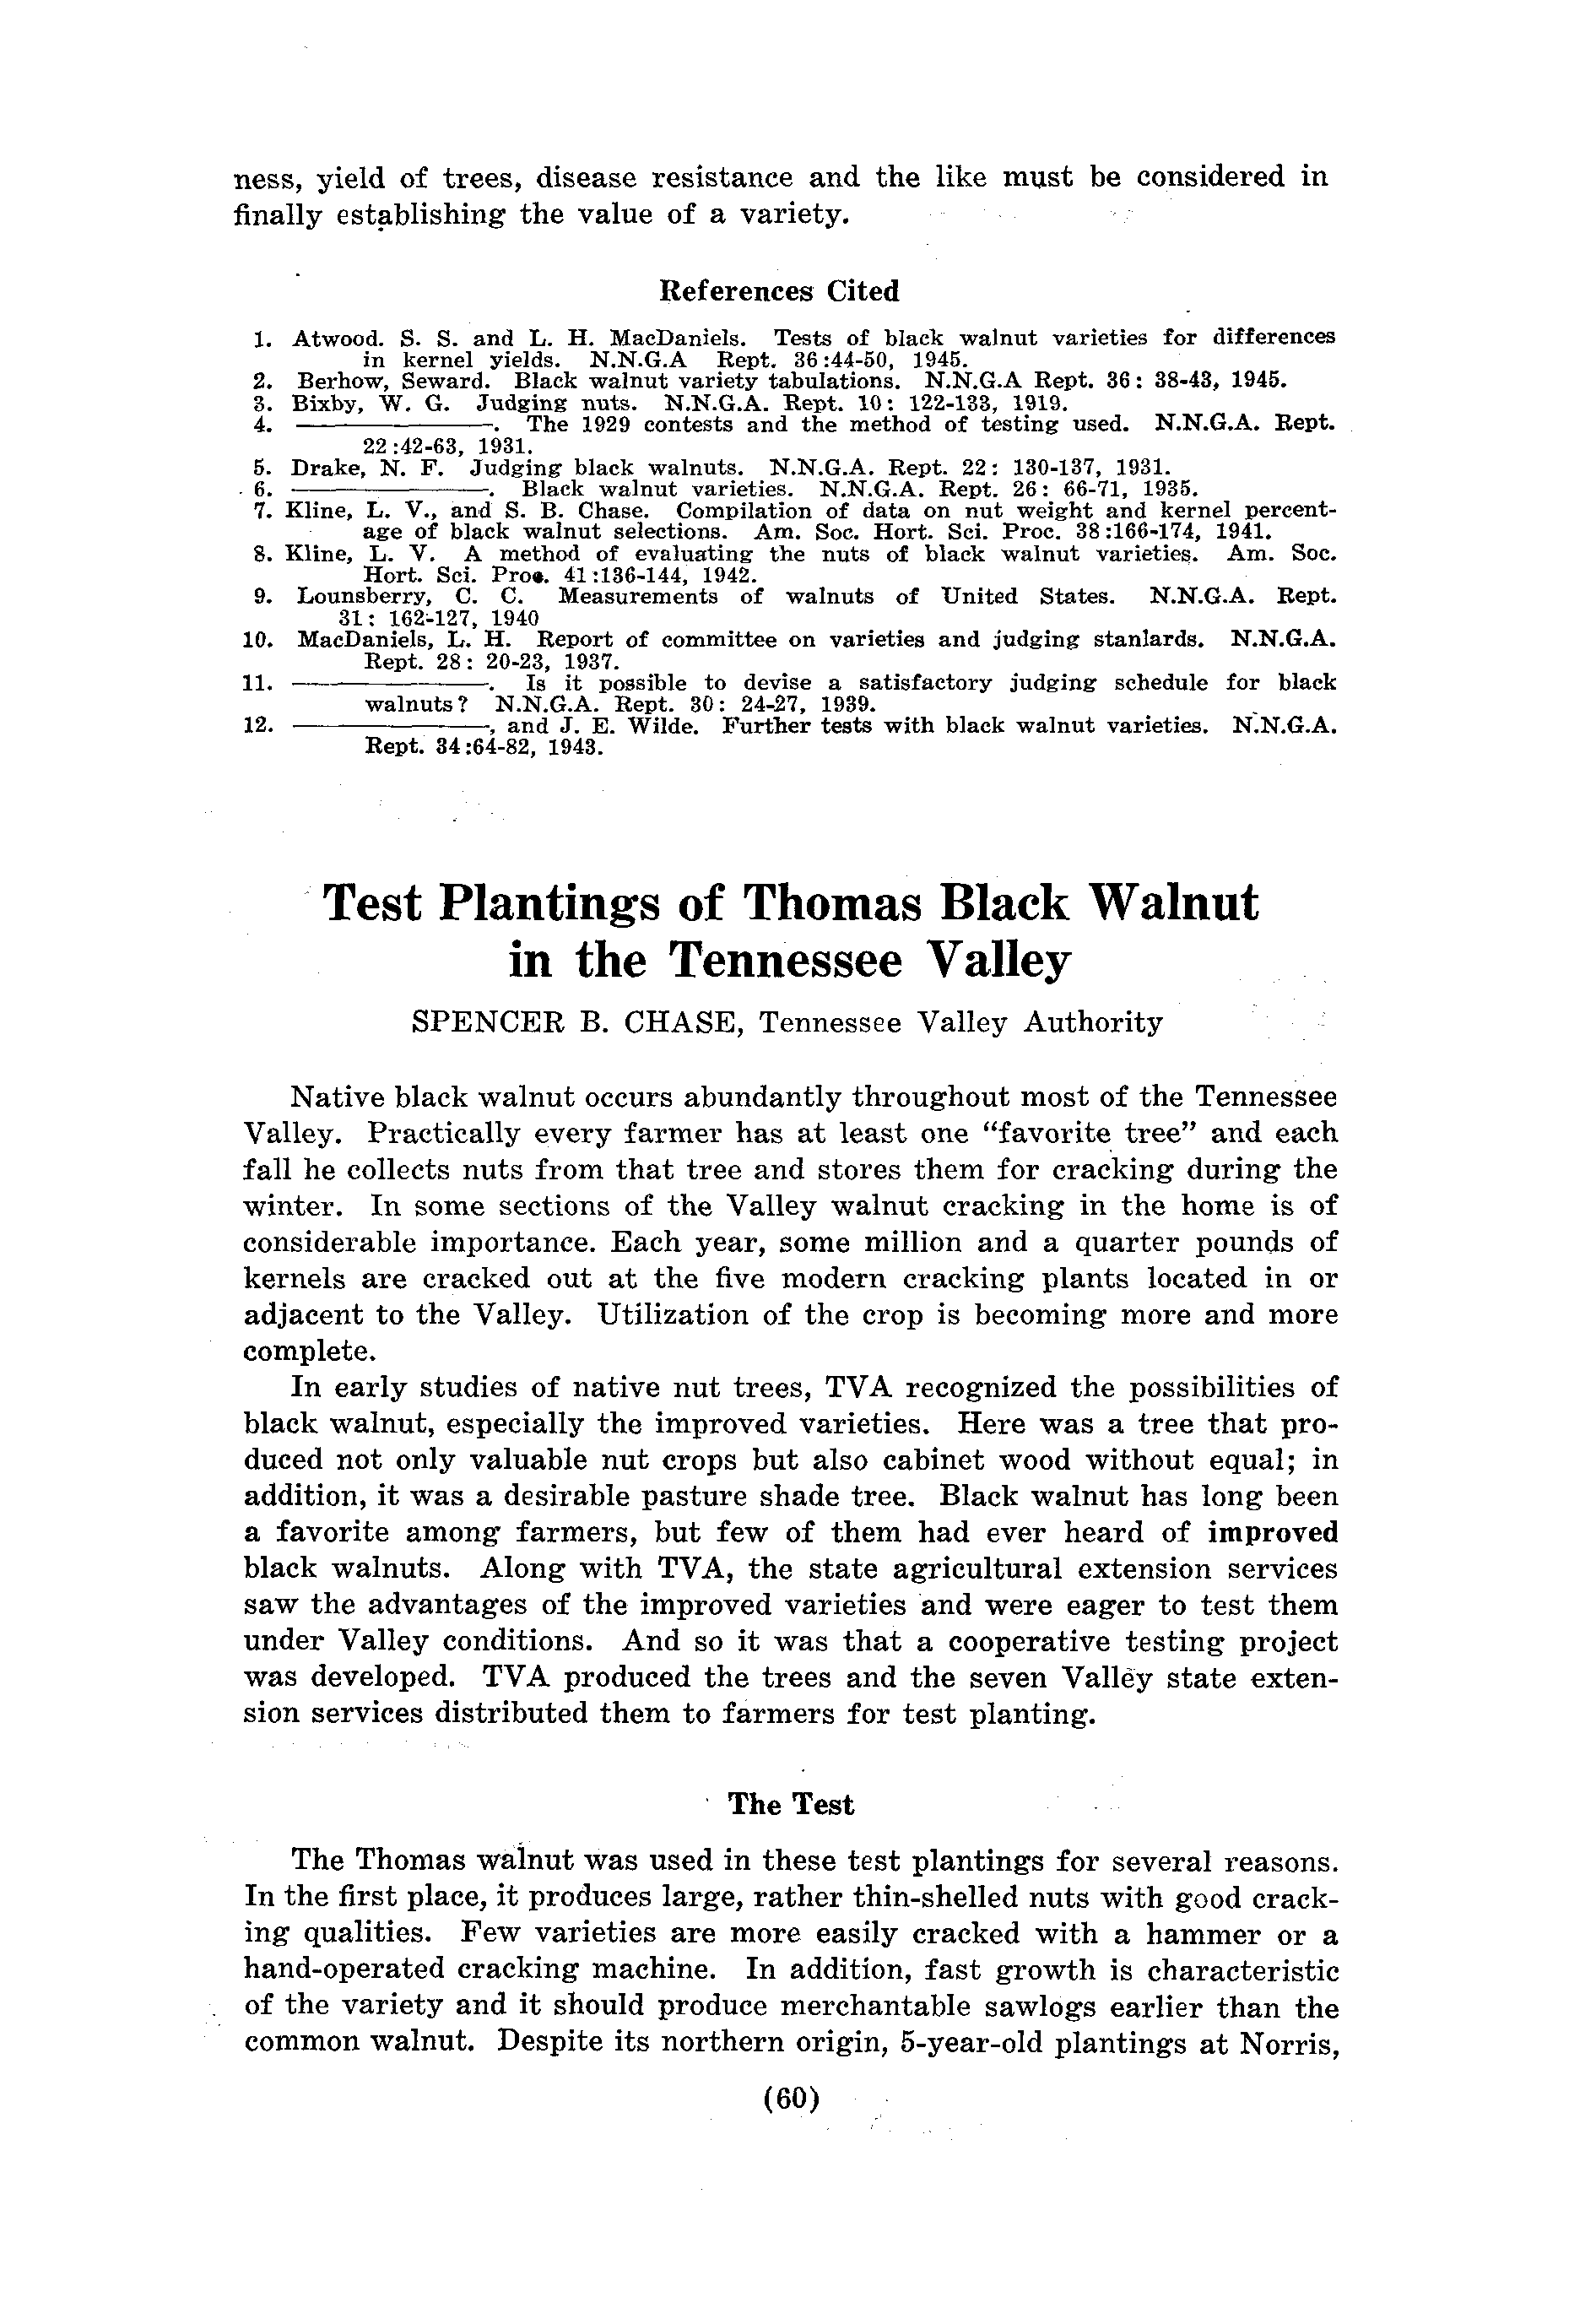 ness, yield of trees, disease resistance and the like must be considered in
finally establishing the value of a variety.
References Cited
1. Atwood. S. S. and L. H. MacDaniels. Tests of black walnut varieties for differences
in kernel yields. N.N.G.A Rept. 36:44-50, 1945.
2. Berhow, Seward. Black walnut variety tabulations. N.N.G.A Rept. 36: 38-43, 1945.
3. Bixby, W. G. Judging nuts. N.N.G.A. Rept. 10: 122-133, 1919.
4. ————————. The 1929 contests and the method of testing used. N.N.G.A. Rept.
22:42-63, 1931.
5. Drake, N. F. Judging black walnuts. N.N.G.A. Rept. 22: 130-137, 1931.
6. ————————. Black walnut varieties. N.N.G.A. Rept. 26: 66-71, 1935.
7. Kline, L. V., and S. B. Chase. Compilation of data on nut weight and kernel percent-
age of black walnut selections. Am. Soc. Hort. Sci. Proc. 38:166-174, 1941.
8. Kline, L. V. A method of evaluating the nuts of black walnut varieties. Am. Soc.
Hort. Sci. Proc. 41:136-144, 1942.
9. Lounsberry, C. C. Measurements of walnuts of United States. N.N.G.A. Rept.
31: 162-127, 1940
10. MacDaniels, L. H. Report of committee on varieties and judging stanlards. N.N.G.A.
Rept. 28: 20-23, 1937.
11. ————————. Is it possible to devise a satisfactory judging schedule for black
walnuts? N.N.G.A. Rept. 30: 24-27, 1939.
12. ————————, and J. E. Wilde. Further tests with black walnut varieties. N.N.G.A.
Rept. 34:64-82, 1943.
Test Plantings of Thomas Black Walnut
in the Tennessee Valley
SPENCER B. CHASE, Tennessee Valley Authority
Native black walnut occurs abundantly throughout most of the Tennessee
Valley. Practically every farmer has at least one “favorite tree” and each
fall he collects nuts from that tree and stores them for cracking during the
winter. In some sections of the Valley walnut cracking in the home is of
considerable importance. Each year, some million and a quarter pounds of
kernels are cracked out at the five modern cracking plants located in or
adjacent to the Valley. Utilization of the crop is becoming more and more
complete.
In early studies of native nut trees, TVA recognized the possibilities of
black walnut, especially the improved varieties. Here was a tree that pro-
duced not only valuable nut crops but also cabinet wood without equal; in
addition, it was a desirable pasture shade tree. Black walnut has long been
a favorite among farmers, but few of them had ever heard of improved
black walnuts. Along with TVA, the state agricultural extension services
saw the advantages of the improved varieties and were eager to test them
under Valley conditions. And so it was that a cooperative testing project
was developed. TVA produced the trees and the seven Valley state exten-
sion services distributed them to farmers for test planting.
The Test
The Thomas walnut was used in these test plantings for several reasons.
In the first place, it produces large, rather thin-shelled nuts with good crack-
ing qualities. Few varieties are more easily cracked with a hammer or a
hand-operated cracking machine. In addition, fast growth is characteristic
of the variety and it should produce merchantable sawlogs earlier than the
common walnut. Despite its northern origin, 5-year-old plantings at Norris,
(60)